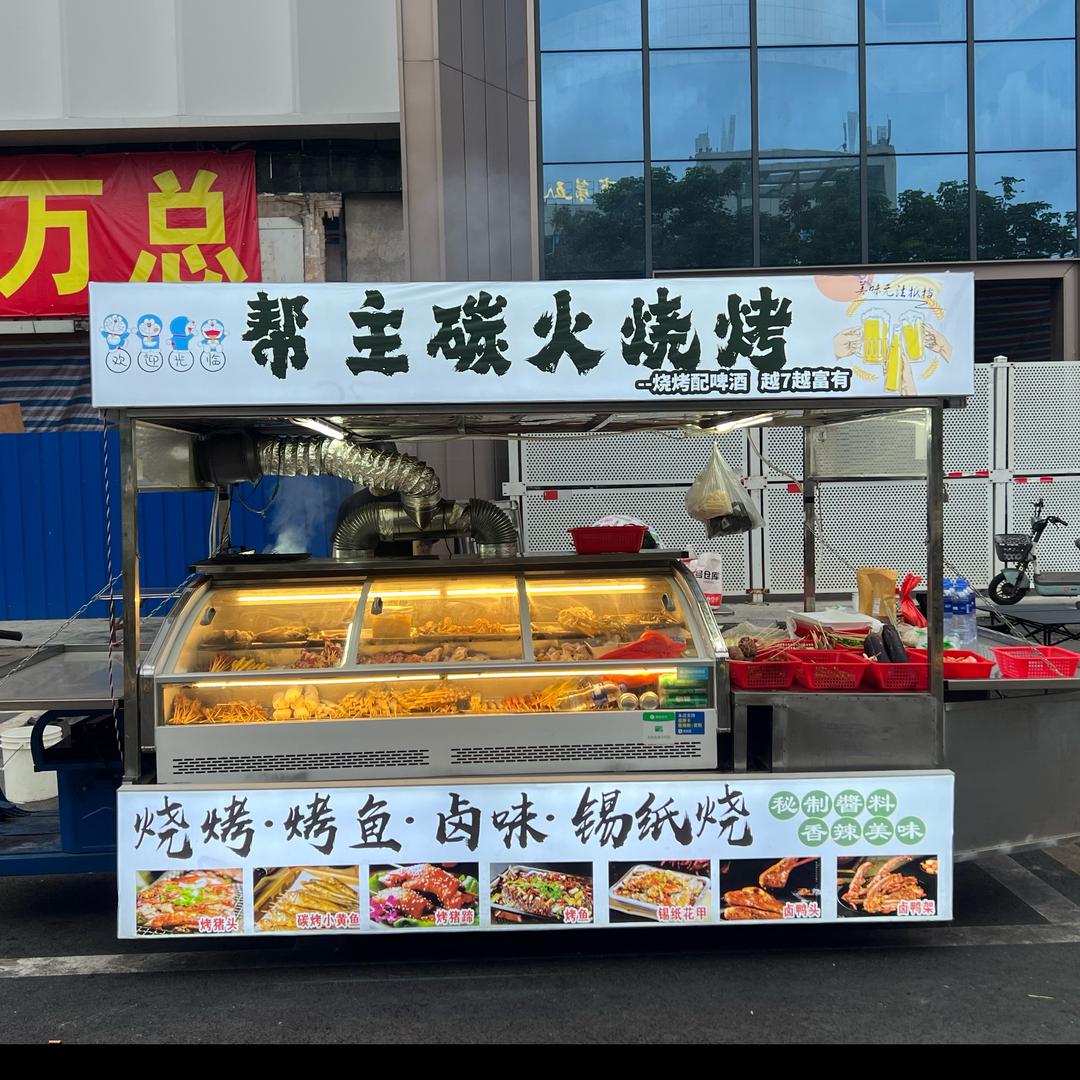 万总
欢迎光临
帮主碳火烧烤
美味无法抵挡
--烧烤配啤酒 越7越富有
烧烤·烤鱼·卤味·锡纸烧
秘制酱料
香辣美味
烤猪头
碳烤小黄鱼
烤猪蹄
烤鱼
锡纸花甲
卤鸭头
卤鸭架